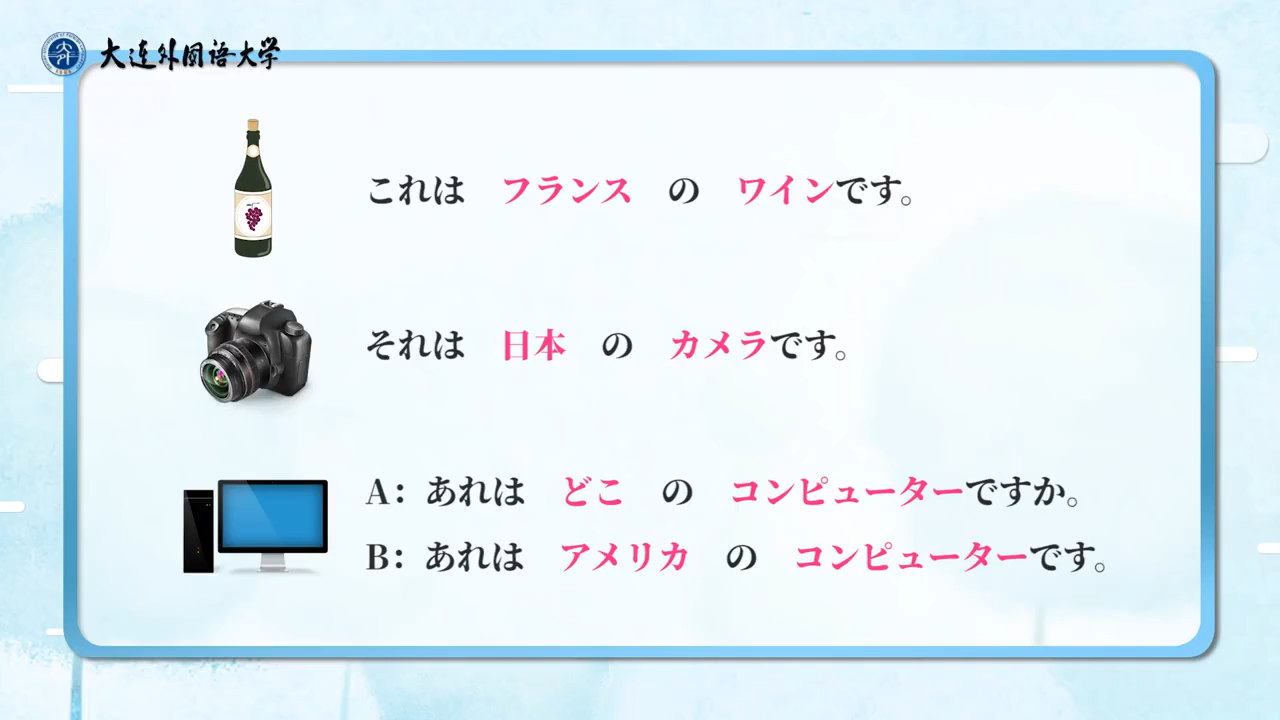 大连外国语大学
これは　フランス　の　ワインです。
それは　日本　の　カメラです。
A：あれは　どこ　の　コンピューターですか。
B：あれは　アメリカ　の　コンピューターです。